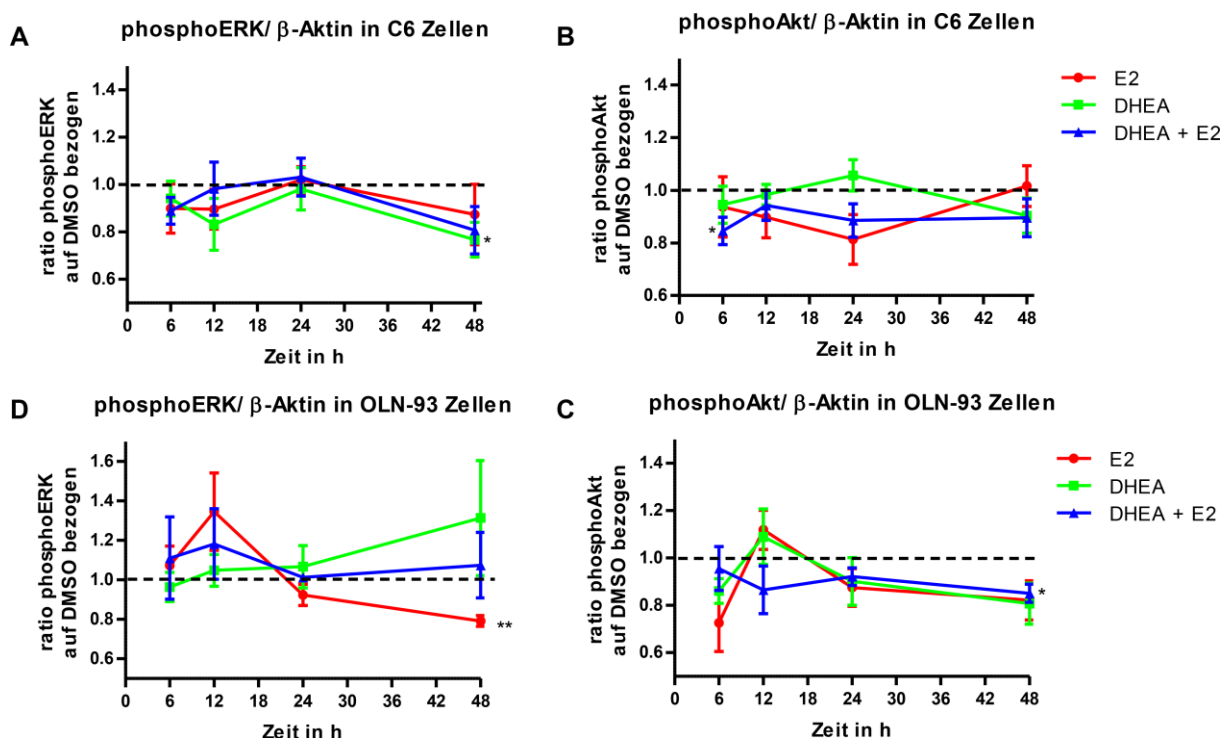 A
phosphoERK/ β-Aktin in C6 Zellen
ratio phosphoERK
auf DMSO bezogen
1.4
1.2
1.0
0.8
0.6
*
0 6 12 18 24 30 36 42 48
Zeit in h
B
phosphoAkt/ β-Aktin in C6 Zellen
ratio phosphoAkt
auf DMSO bezogen
1.4
1.2
1.0
0.8
0.6
*
0 6 12 18 24 30 36 42 48
Zeit in h
E2
DHEA
DHEA + E2
D
phosphoERK/ β-Aktin in OLN-93 Zellen
ratio phosphoERK
auf DMSO bezogen
1.6
1.4
1.2
1.0
0.8
0.6
**
0 6 12 18 24 30 36 42 48
Zeit in h
C
phosphoAkt/ β-Aktin in OLN-93 Zellen
ratio phosphoAkt
auf DMSO bezogen
1.4
1.2
1.0
0.8
0.6
*
0 6 12 18 24 30 36 42 48
Zeit in h
E2
DHEA
DHEA + E2